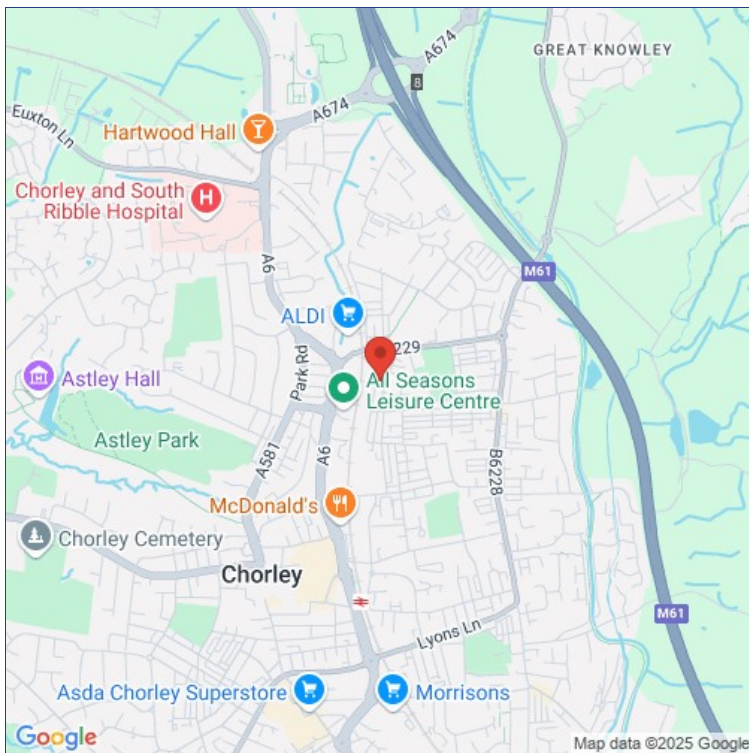 A674
GREAT KNOWLEY
8
A674
Euxton Ln
Hartwood Hall
Chorley and South
Ribble Hospital
H
A6
M61
ALDI
229
Park Rd
All Seasons
Leisure Centre
Astley Hall
Astley Park
A581
A6
B6228
McDonald's
Chorley Cemetery
Chorley
M61
Lyons Ln
Asda Chorley Superstore
Morrisons
Google
Map data ©2025 Google